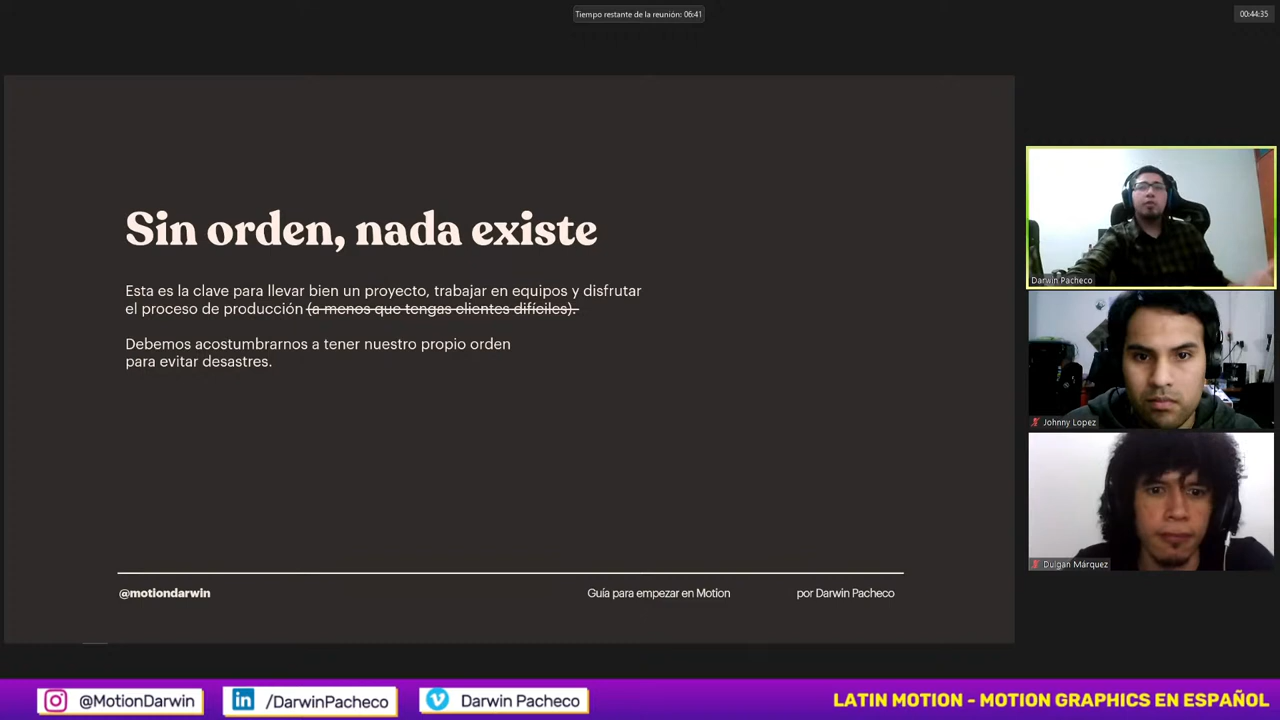 Tiempo restante de la reunión: 06:41
00:44:35
Sin orden, nada existe
Esta es la clave para llevar bien un proyecto, trabajar en equipos y disfrutar
el proceso de producción (a menos que tengas clientes difíciles).
Debemos acostumbrarnos a tener nuestro propio orden
para evitar desastres.
@motiondarwin
Guía para empezar en Motion
por Darwin Pacheco
Darwin Pacheco
Johnny Lopez
Dulgan Márquez
@MotionDarwin
/DarwinPacheco
Darwin Pacheco
LATIN MOTION - MOTION GRAPHICS EN ESPAÑOL